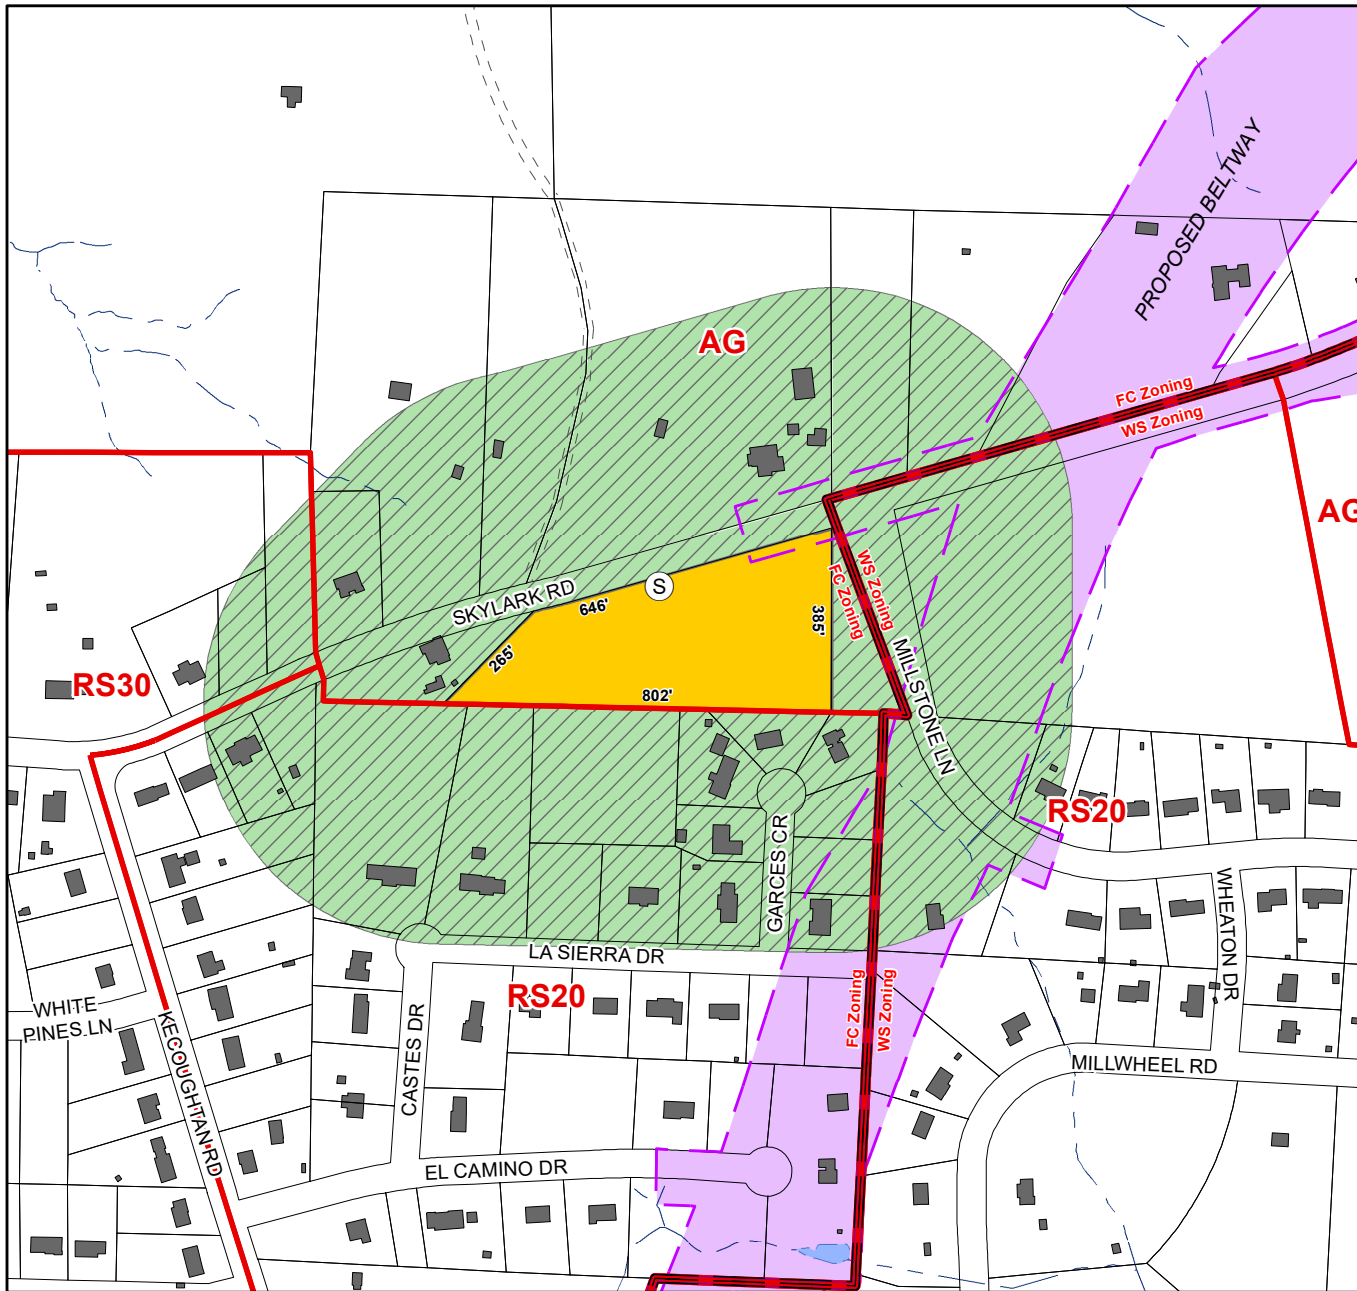 PROPOSED BELTWAY
AG
FC Zoning
WS Zoning
AG
SKYLARK RD
S
646'
265'
385'
802'
WS Zoning
FC Zoning
MILLSTONE LN
RS30
RS20
GARCES CR
WHEATON DR
LA SIERRA DR
RS20
WHITE
PINES LN
KECOUGHTAN RD
CASTES DR
FC Zoning
WS Zoning
MILLWHEEL RD
EL CAMINO DR